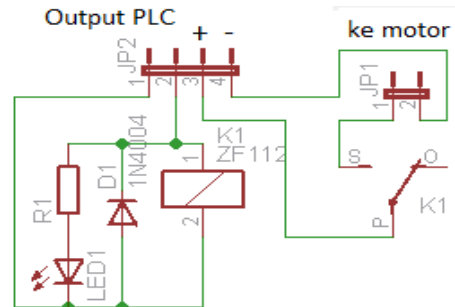 Output PLC
+ -
ke motor
JP2
1 2 3 4
JP1
1 2
K1
ZF112
1
2
1N4004
D1
R1
LED1
S O
P
K1